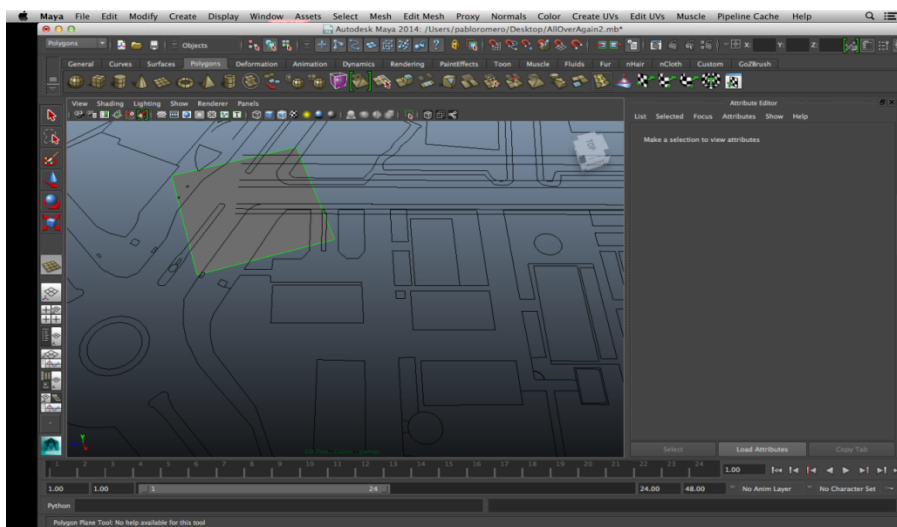 Maya File Edit Modify Create Display Window Assets Select Mesh Edit Mesh Proxy Normals Color Create UVs Edit UVs Muscle Pipeline Cache Help
Autodesk Maya 2014: /Users/pabloromero/Desktop/AllOverAgain2.mb*
Polygons Objects X: Y: Z:
General Curves Surfaces Polygons Deformation Animation Dynamics Rendering PaintEffects Toon Muscle Fluids Fur nHair nCloth Custom GoZBrush
View Shading Lighting Show Renderer Panels
Attribute Editor
List Selected Focus Attributes Show Help
Make a selection to view attributes
TOP
Y
Select Load Attributes Copy Tab
1 2 3 4 5 6 7 8 9 10 11 12 13 14 15 16 17 18 19 20 21 22 23 24 1.00
1.00 1.00 1 24 24.00 48.00 No Anim Layer No Character Set
Python
Polygon Plane Tool: No help available for this tool